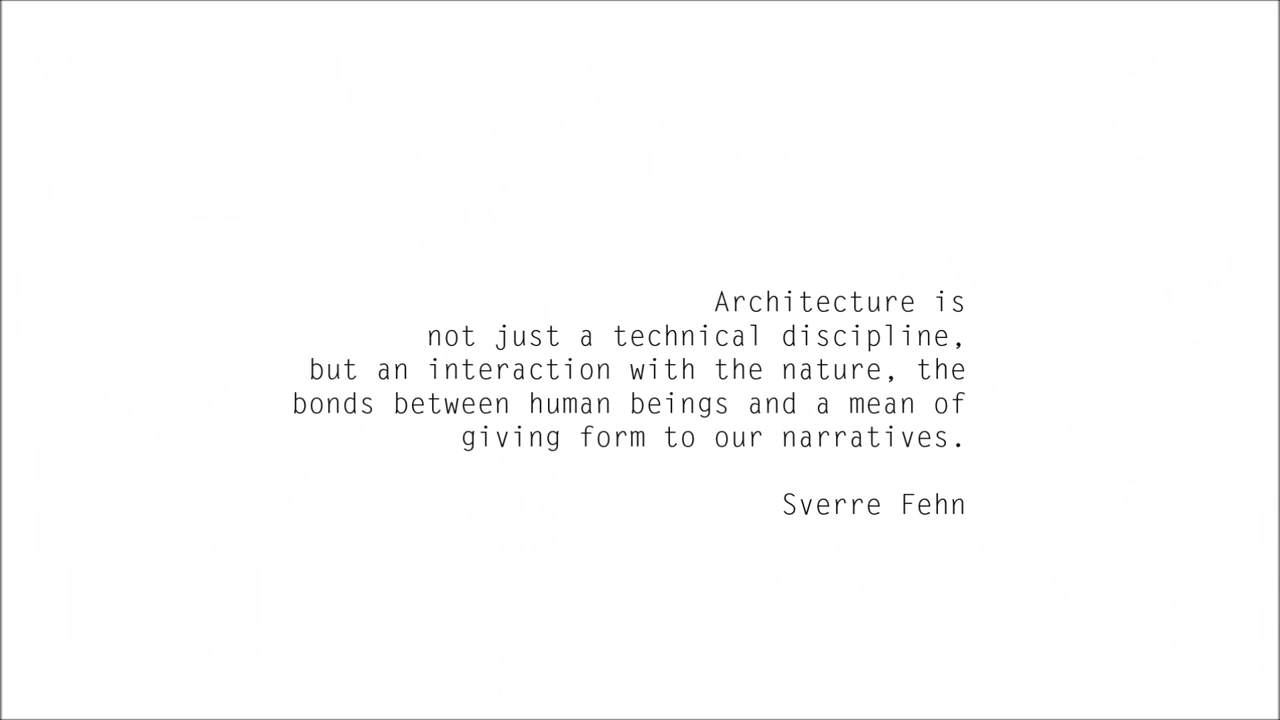 Architecture is
not just a technical discipline,
but an interaction with the nature, the
bonds between human beings and a mean of
giving form to our narratives.
Sverre Fehn